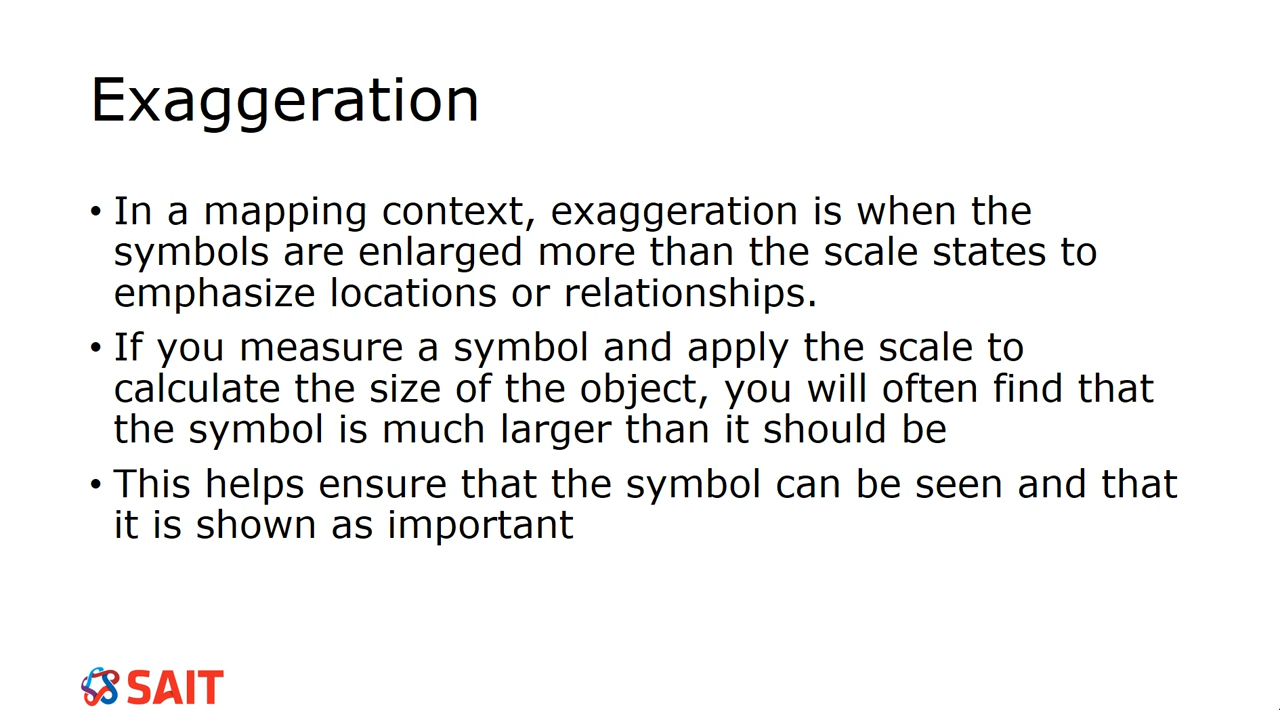 Exaggeration
• In a mapping context, exaggeration is when the
symbols are enlarged more than the scale states to
emphasize locations or relationships.
• If you measure a symbol and apply the scale to
calculate the size of the object, you will often find that
the symbol is much larger than it should be
• This helps ensure that the symbol can be seen and that
it is shown as important
SAIT